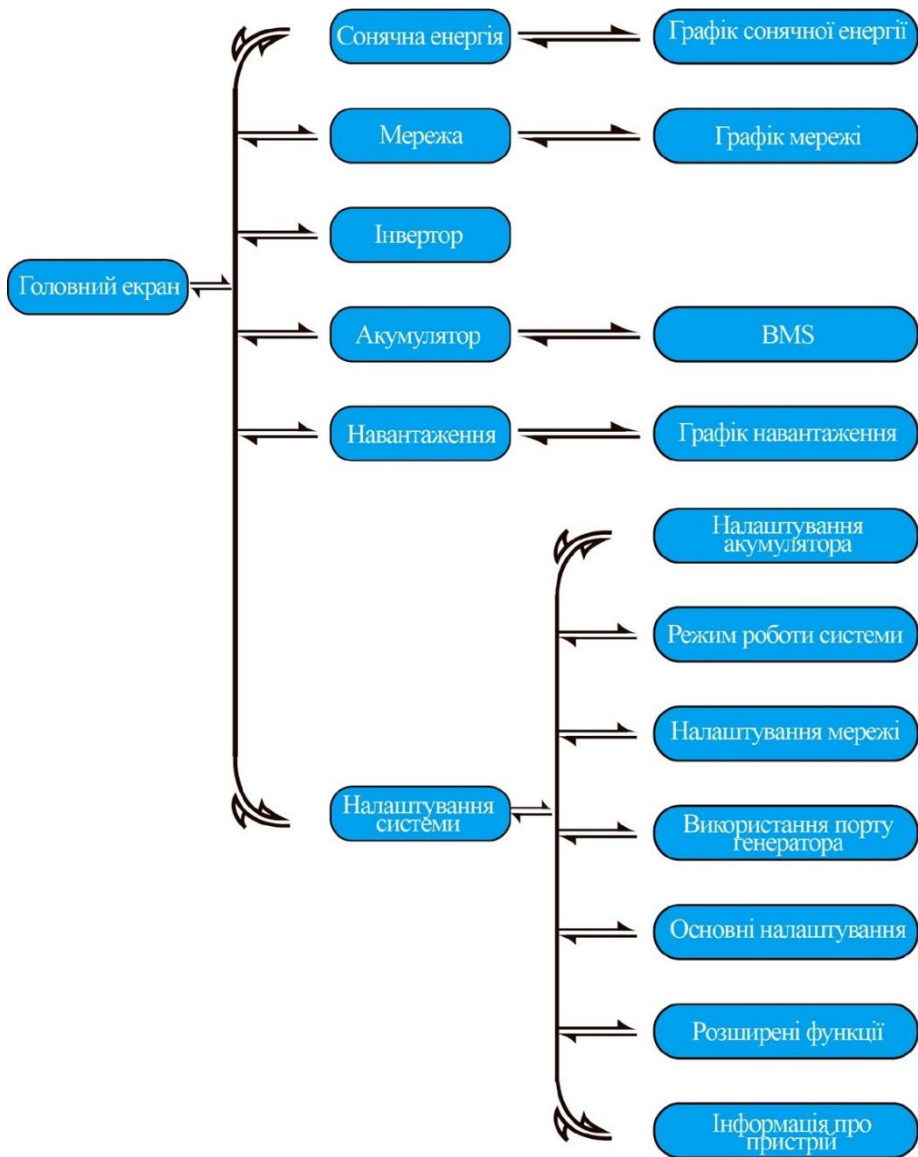 Сонячна енергія
Графік сонячної енергії
Мережа
Графік мережі
Інвертор
Головний екран
Акумулятор
BMS
Навантаження
Графік навантаження
Налаштування
акумулятора
Режим роботи системи
Налаштування мережі
Налаштування
системи
Використання порту
генератора
Основні налаштування
Розширені функції
Інформація про
пристрій